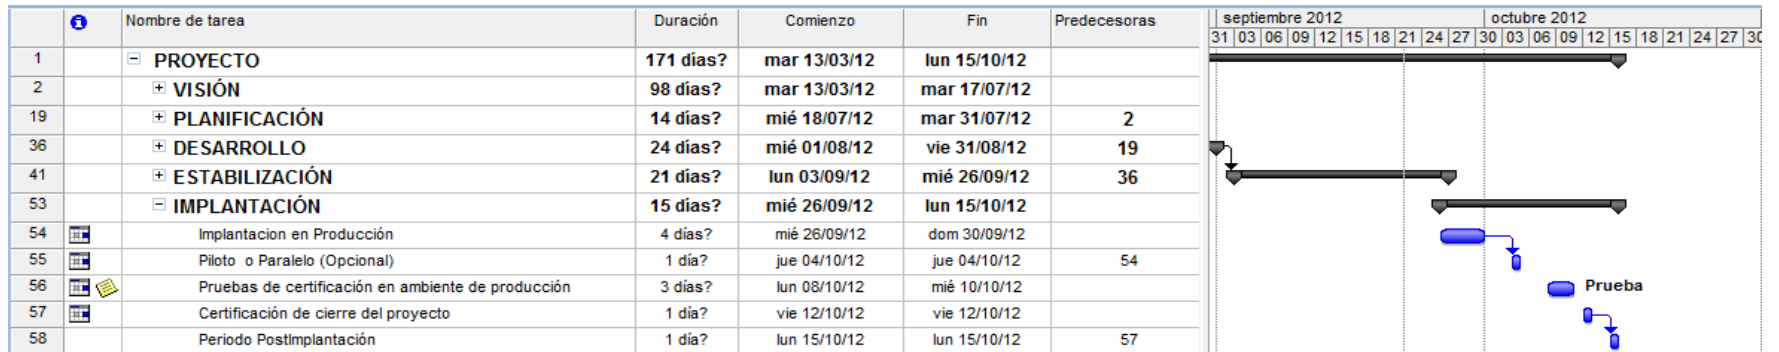 Nombre de tarea Duración Comienzo Fin Predecesoras septiembre 2012 octubre 2012
31 03 06 09 12 15 18 21 24 27 30 03 06 09 12 15 18 21 24 27 30
1 PROYECTO 171 días? mar 13/03/12 lun 15/10/12
2 VISIÓN 98 días? mar 13/03/12 mar 17/07/12
19 PLANIFICACIÓN 14 días? mié 18/07/12 mar 31/07/12 2
36 DESARROLLO 24 días? mié 01/08/12 vie 31/08/12 19
41 ESTABILIZACIÓN 21 días? lun 03/09/12 mié 26/09/12 36
53 IMPLANTACIÓN 15 días? mié 26/09/12 lun 15/10/12
54 Implantacion en Producción 4 días? mié 26/09/12 dom 30/09/12
55 Piloto o Paralelo (Opcional) 1 día? jue 04/10/12 jue 04/10/12 54
56 Pruebas de certificación en ambiente de producción 3 días? lun 08/10/12 mié 10/10/12 Prueba
57 Certificación de cierre del proyecto 1 día? vie 12/10/12 vie 12/10/12
58 Periodo PostImplantación 1 día? lun 15/10/12 lun 15/10/12 57